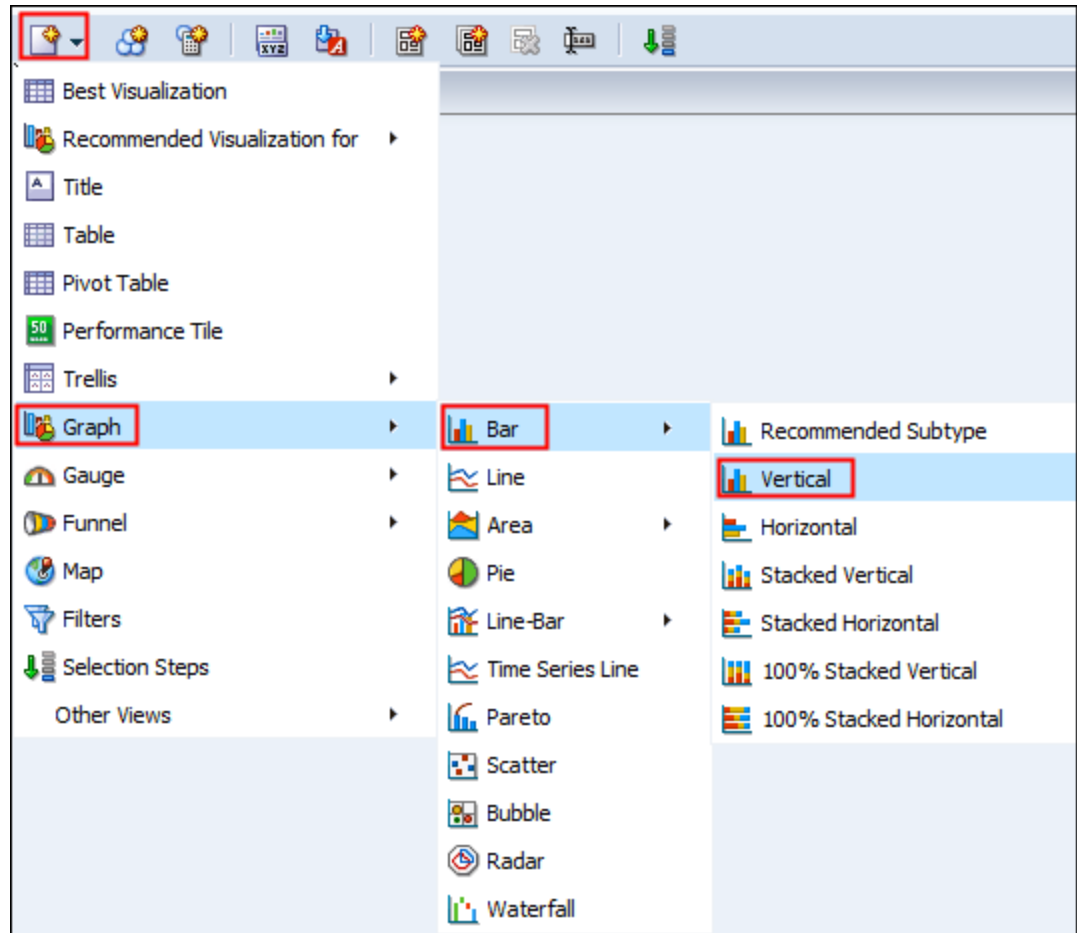 XYZ
A
Best Visualization
Recommended Visualization for
A
Title
Table
Pivot Table
50
Performance Tile
Trellis
Graph
Gauge
Funnel
Map
Filters
Selection Steps
Other Views
Bar
Line
Area
Pie
Line-Bar
Time Series Line
Pareto
Scatter
Bubble
Radar
Waterfall
Recommended Subtype
Vertical
Horizontal
Stacked Vertical
Stacked Horizontal
100% Stacked Vertical
100% Stacked Horizontal